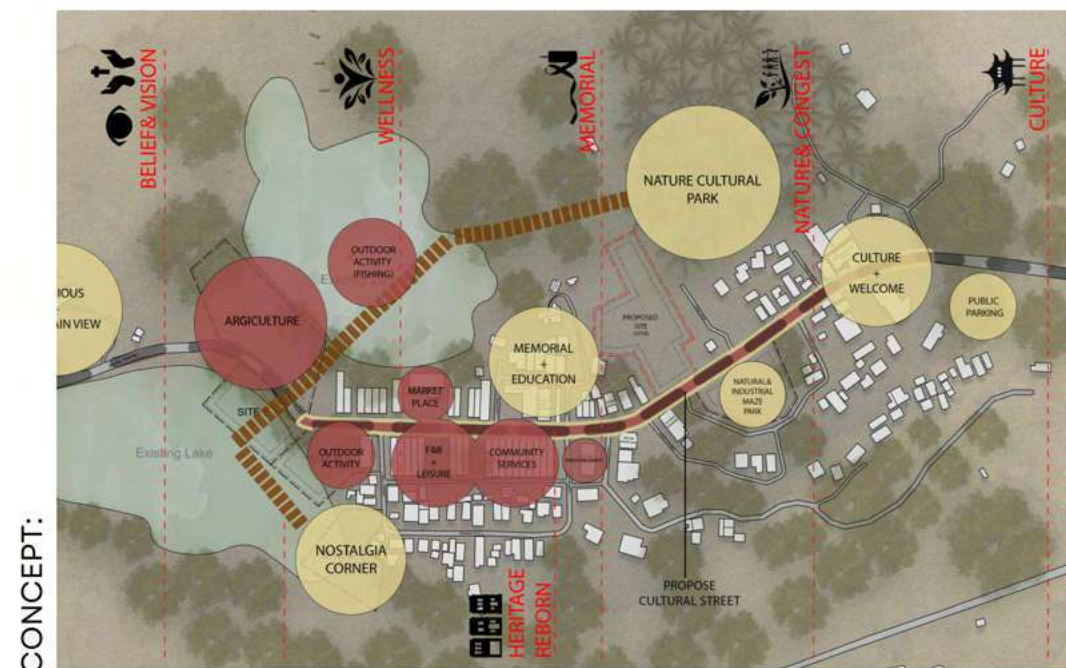 CONCEPT:
BELIEF& VISION
WELLNESS
MEMORIAL
NATURE& CONGEST
CULTURE
NATURE CULTURAL
PARK
OUTDOOR
ACTIVITY
(FISHING)
CULTURE
+
WELCOME
IOUS
AIN VIEW
ARGICULTURE
PUBLIC
PARKING
PROPOSED
SITE
MEMORIAL
+
EDUCATION
MARKET
PLACE
NATURAL&
INDUSTRIAL
MAZE
PARK
SITE
Existing Lake
OUTDOOR
ACTIVITY
F&B
+
LEISURE
COMMUNITY
SERVICES
NOSTALGIA
CORNER
HERITAGE
REBORN
PROPOSE
CULTURAL STREET